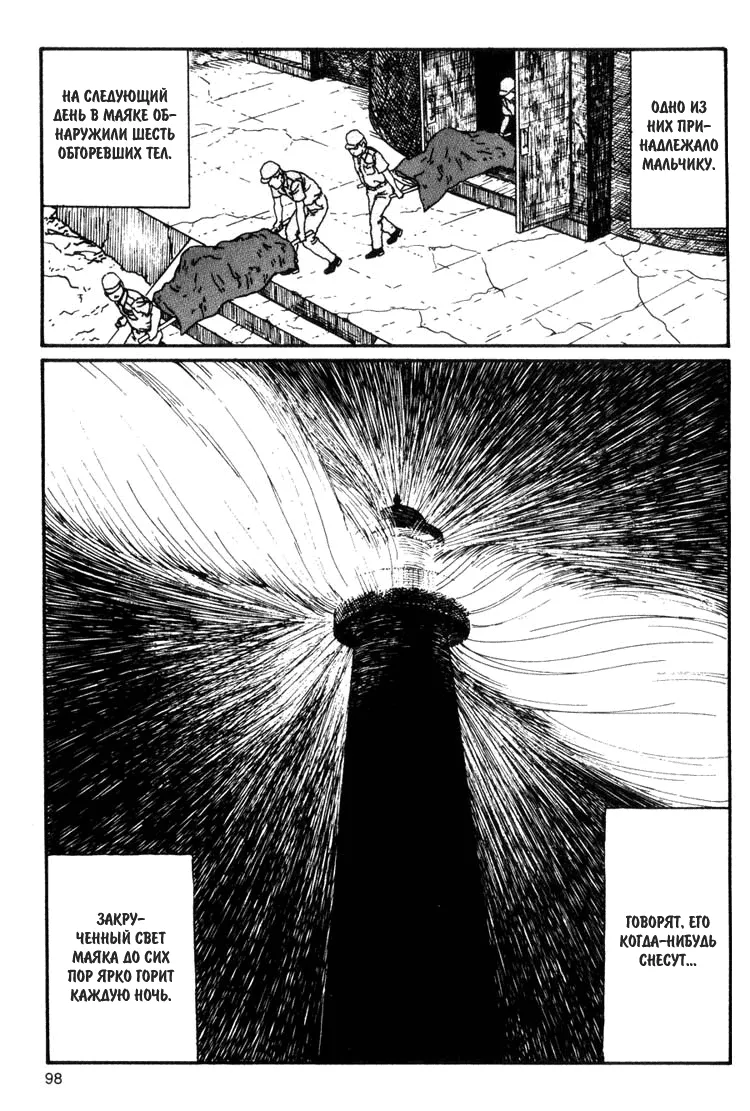 ОДНО ИЗ
НИХ ПРИ-
НАДЛЕЖАЛО
МАЛЬЧИКУ.
НА СЛЕДУЮЩИЙ
ДЕНЬ В МАЯКЕ ОБ-
НАРУЖИЛИ ШЕСТЬ
ОБГОРЕВШИХ ТЕЛ.
ГОВОРЯТ, ЕГО
КОГДА-НИБУДЬ
СНЕСУТ...
ЗАКРУ-
ЧЕННЫЙ СВЕТ
МАЯКА ДО СИХ
ПОР ЯРКО ГОРИТ
КАЖДУЮ НОЧЬ.
98